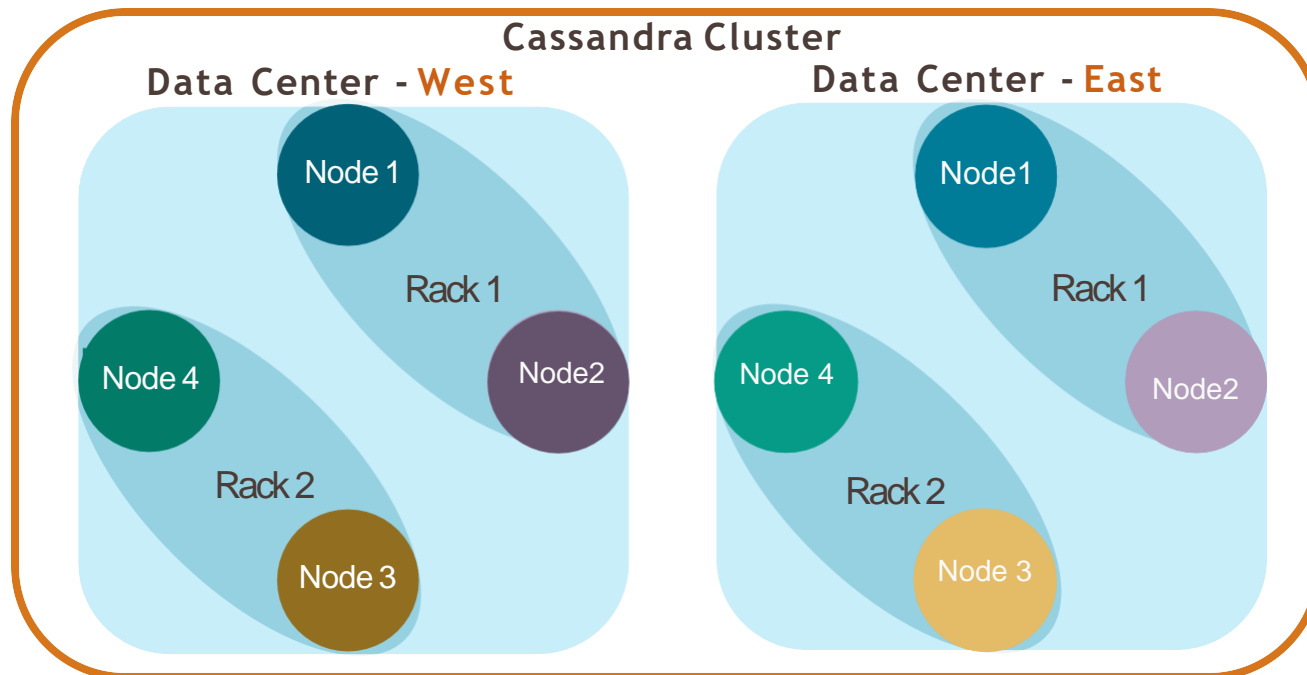 Cassandra Cluster
Data Center - West
Data Center - East
Node 1
Rack 1
Node 4
Node2
Rack 2
Node 3
Node1
Rack 1
Node 4
Node2
Rack 2
Node 3